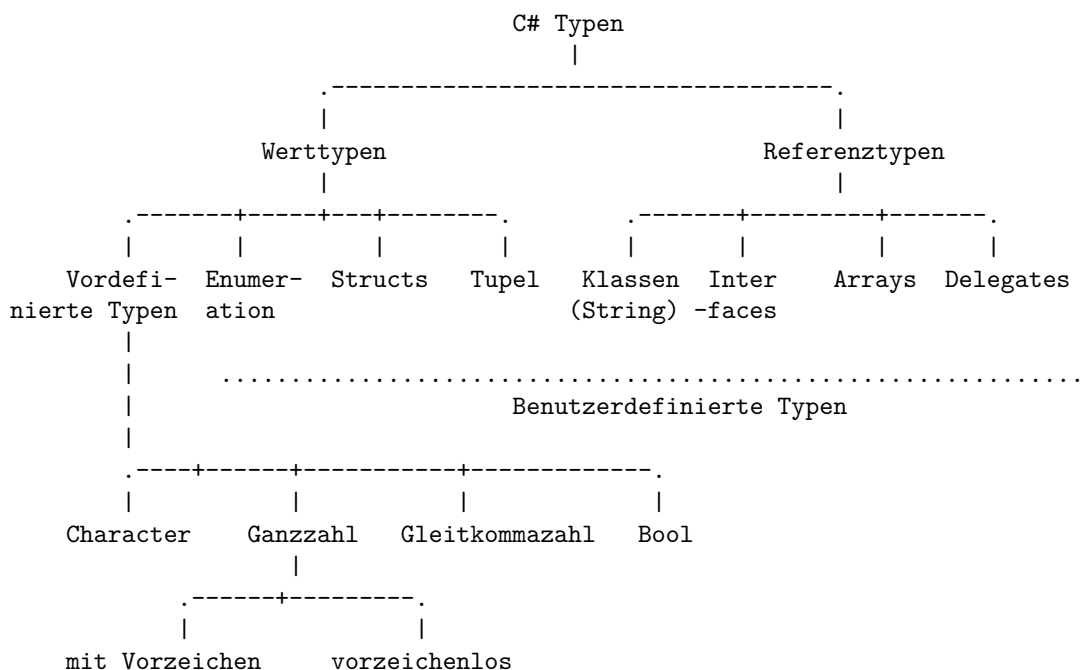 C# Typen
Werttypen Referenztypen
Vordefi- Enumer- Structs Tupel Klassen Inter Arrays Delegates
nierte Typen ation (String) -faces
Benutzerdefinierte Typen
Character Ganzzahl Gleitkommazahl Bool
mit Vorzeichen vorzeichenlos